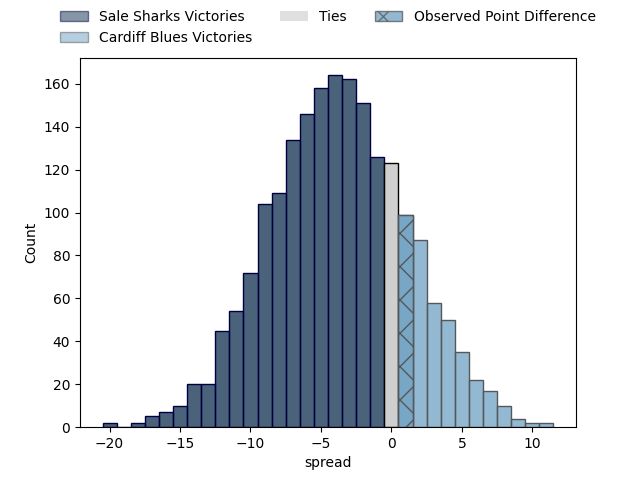 Sale Sharks Victories Ties Observed Point Difference
Cardiff Blues Victories
160
140
120
100
80
60
40
20
0
Count
−20 −15 −10 −5 0 5 10
spread